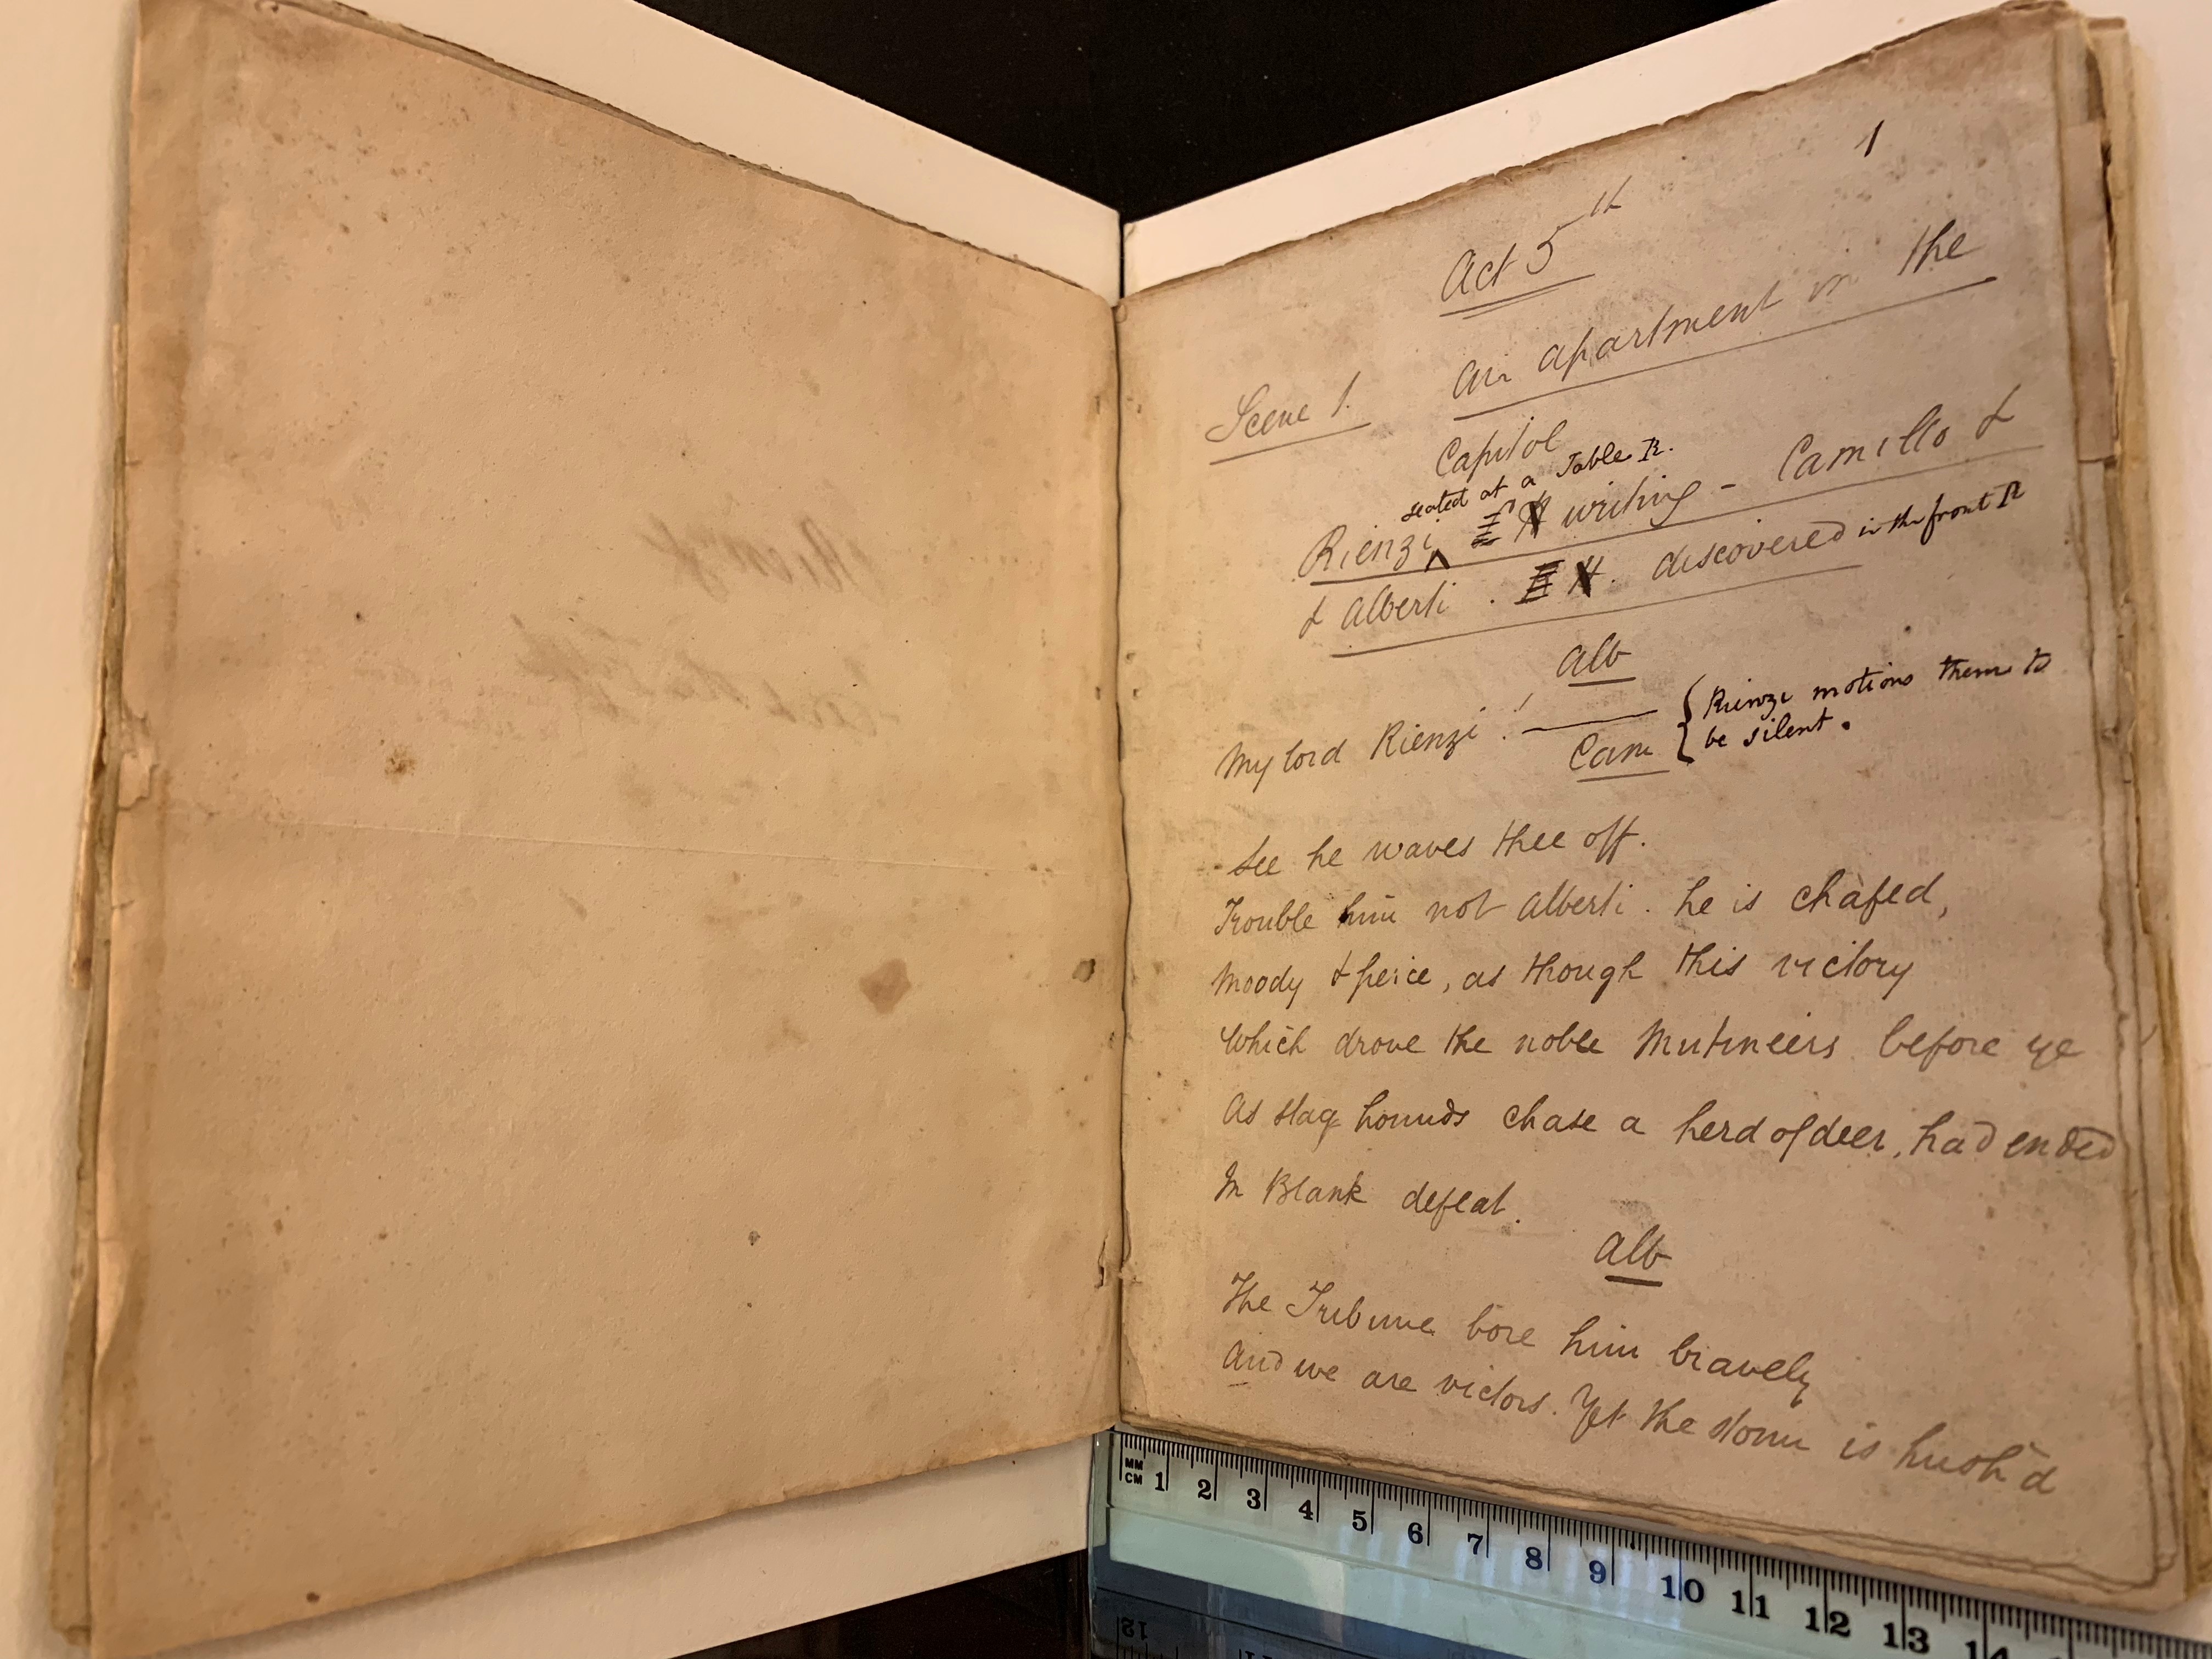 1
Act 5th
Scene 1. An apartment in the
Capitol
seated at a Table R.
Rienzi writing - Camillo &
& Alberti. discovered in the front R
Alb
My lord Rienzi! {Rienzi motions them to
be silent.
Cam
See he waves thee off.
Trouble him not Alberti. he is chafed,
Moody & feirce, as though this victory
Which drove the noble Mutineers before ye
As stag hounds chase a herd of deer, had ended
In Blank defeat.
Alb
The Tribune bore him bravely
And we are victors. Yet the storm is hush'd
MM
CM 1 2 3 4 5 6 7 8 9 10 11 12 13 14
12